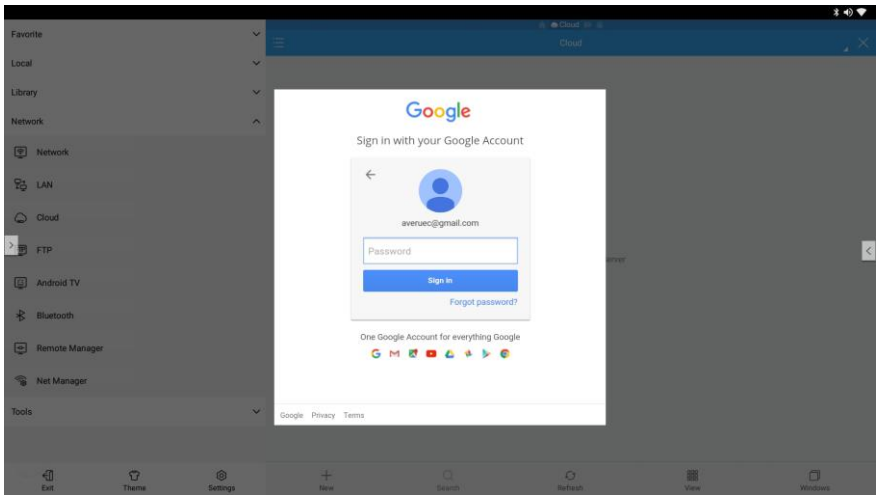 Favorite
Local
Library
Network
Network
LAN
Cloud
FTP
Android TV
Bluetooth
Remote Manager
Net Manager
Tools
Exit
Theme
Settings
Cloud
Cloud
Google
Sign in with your Google Account
averuec@gmail.com
Password
Sign in
Forgot password?
One Google Account for everything Google
Google Privacy Terms
New
Search
Refresh
View
Windows